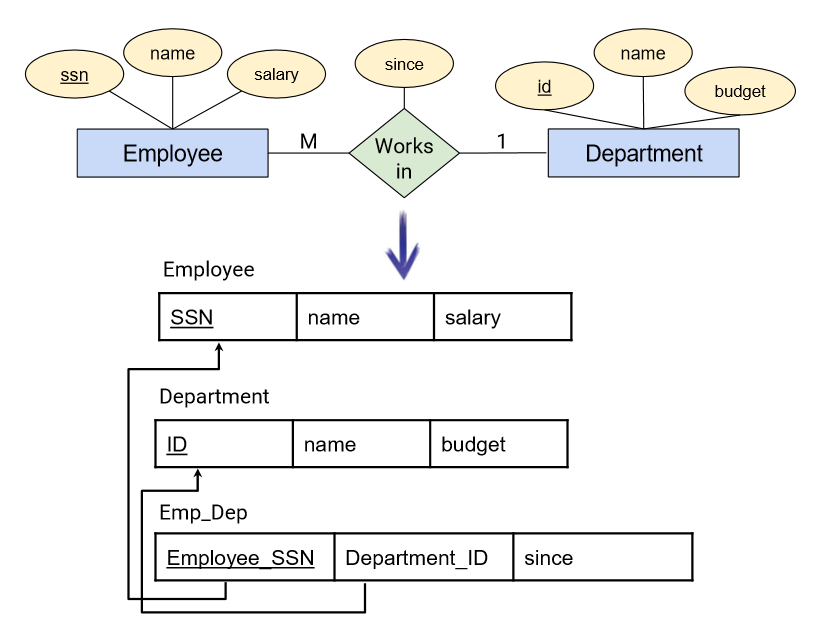 ssn
name
salary
since
id
name
budget
Employee
M
Works
in
1
Department
Employee
SSN
name
salary
Department
ID
name
budget
Emp_Dep
Employee_SSN
Department_ID
since